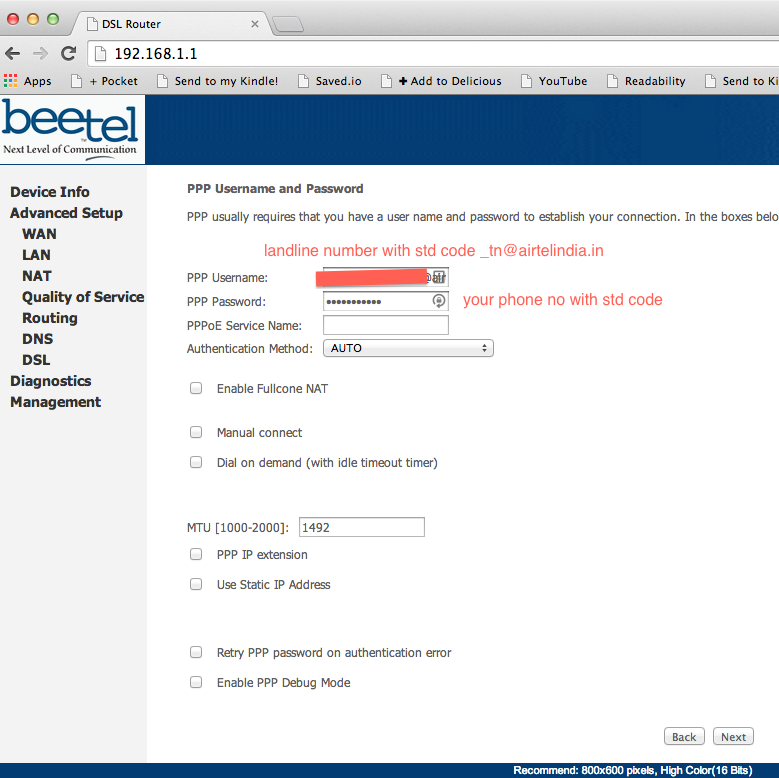 DSL Router
192.168.1.1
Apps + Pocket Send to my Kindle! Saved.io + Add to Delicious YouTube Readability Send to Ki
beetel
Next Level of Communication
Device Info
Advanced Setup
WAN
LAN
NAT
Quality of Service
Routing
DNS
DSL
Diagnostics
Management
PPP Username and Password
PPP usually requires that you have a user name and password to establish your connection. In the boxes belo
landline number with std code _tn@airtelindia.in
PPP Username: @air
PPP Password: •••••••••••  your phone no with std code
PPPoE Service Name:
Authentication Method: AUTO
Enable Fullcone NAT
Manual connect
Dial on demand (with idle timeout timer)
MTU [1000-2000]: 1492
PPP IP extension
Use Static IP Address
Retry PPP password on authentication error
Enable PPP Debug Mode
Back Next
Recommend: 800x600 pixels, High Color(16 Bits)